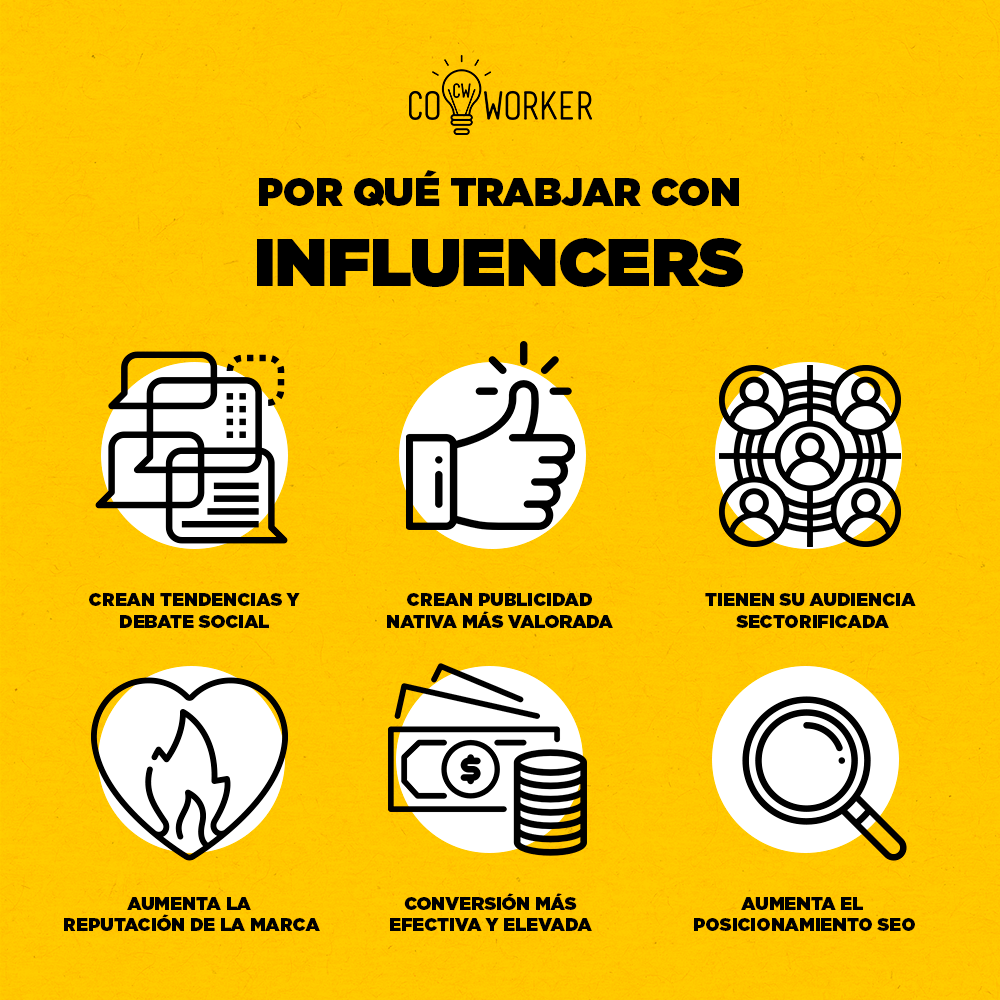 CO CW WORKER
POR QUÉ TRABJAR CON
INFLUENCERS
$
CREAN TENDENCIAS Y
DEBATE SOCIAL
CREAN PUBLICIDAD
NATIVA MÁS VALORADA
TIENEN SU AUDIENCIA
SECTORIFICADA
AUMENTA LA
REPUTACIÓN DE LA MARCA
CONVERSIÓN MÁS
EFECTIVA Y ELEVADA
AUMENTA EL
POSICIONAMIENTO SEO